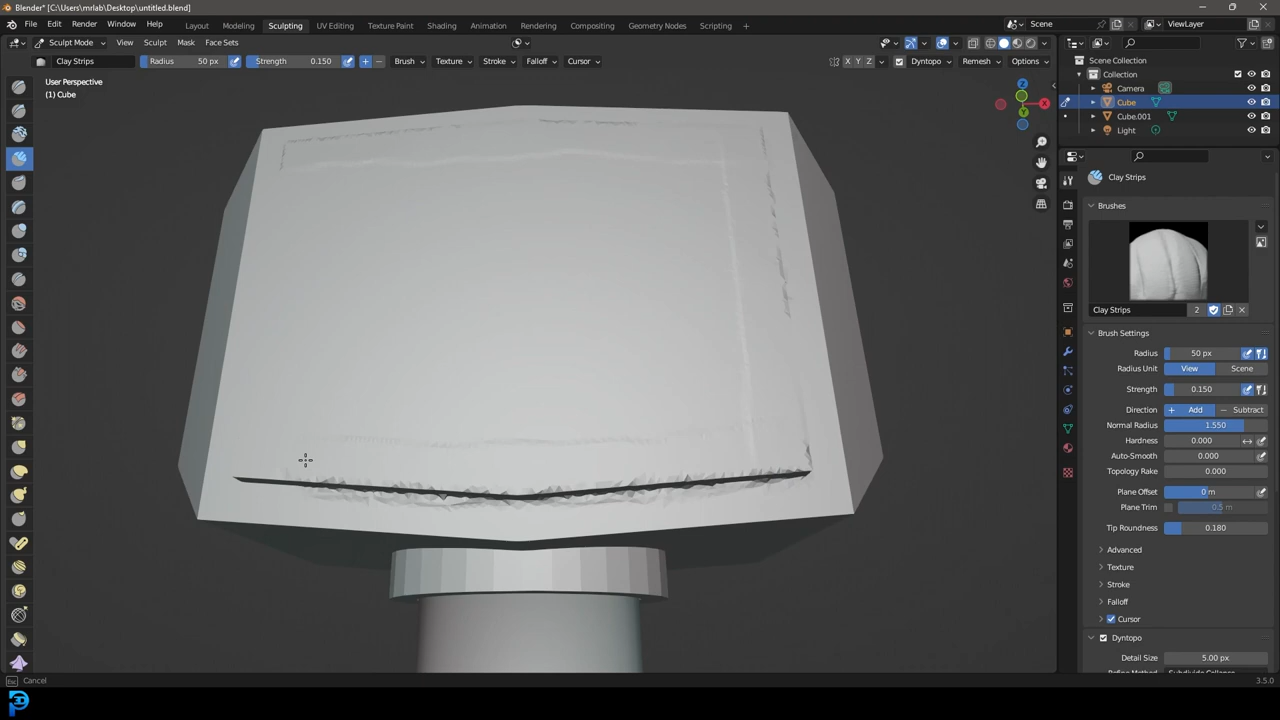 Blender* [C:\Users\mrlab\Desktop\untitled.blend]
File Edit Render Window Help Layout Modeling Sculpting UV Editing Texture Paint Shading Animation Rendering Compositing Geometry Nodes Scripting Scene ViewLayer
Sculpt Mode View Sculpt Mask Face Sets
Clay Strips Radius 50 px Strength 0.150 + − Brush Texture Stroke Falloff Cursor X Y Z Dyntopo Remesh Options
User Perspective
(1) Cube
Z
X
Y
Scene Collection
Collection
Camera
Cube
Cube.001
Light
Clay Strips
Brushes
Clay Strips 2
Brush Settings
Radius 50 px
Radius Unit View Scene
Strength 0.150
Direction + Add − Subtract
Normal Radius 1.550
Hardness 0.000
Auto-Smooth 0.000
Topology Rake 0.000
Plane Offset 0 m
Plane Trim 0.5 m
Tip Roundness 0.180
Advanced
Texture
Stroke
Falloff
Cursor
Dyntopo
Detail Size 5.00 px
Esc Cancel 3.5.0